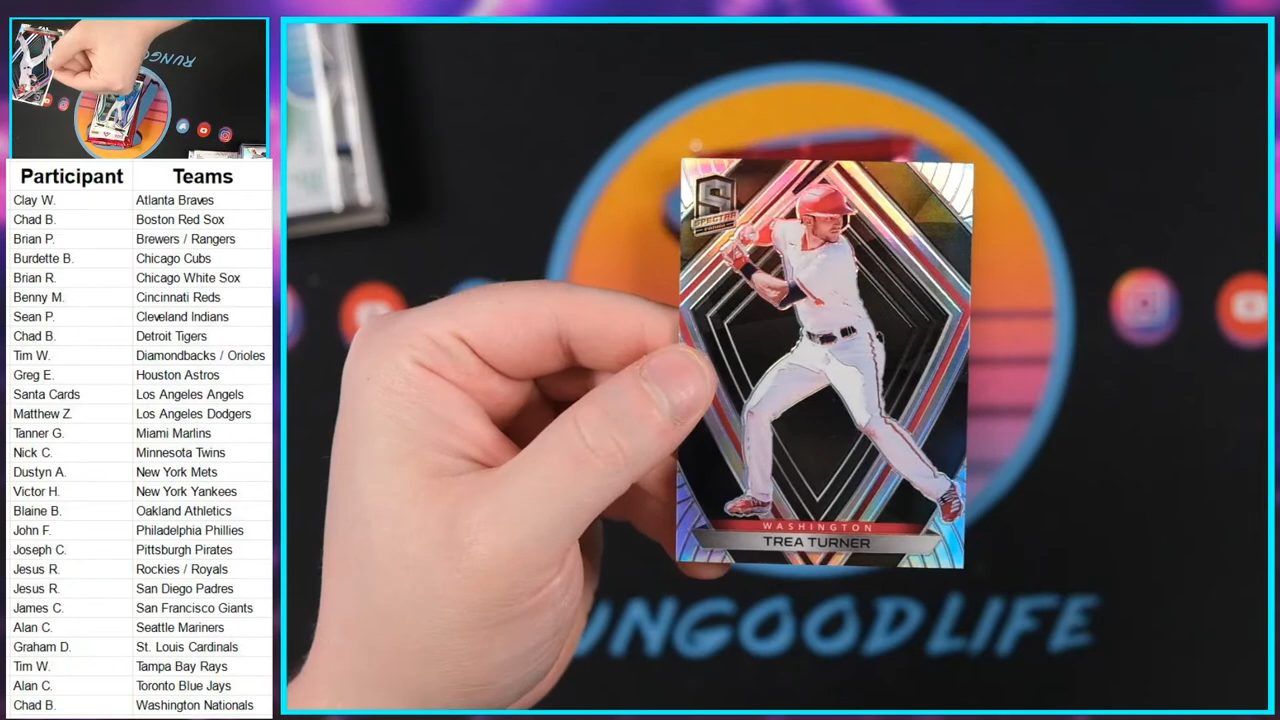 RUNGOO
Participant Teams
Clay W. Atlanta Braves
Chad B. Boston Red Sox
Brian P. Brewers / Rangers
Burdette B. Chicago Cubs
Brian R. Chicago White Sox
Benny M. Cincinnati Reds
Sean P. Cleveland Indians
Chad B. Detroit Tigers
Tim W. Diamondbacks / Orioles
Greg E. Houston Astros
Santa Cards Los Angeles Angels
Matthew Z. Los Angeles Dodgers
Tanner G. Miami Marlins
Nick C. Minnesota Twins
Dustyn A. New York Mets
Victor H. New York Yankees
Blaine B. Oakland Athletics
John F. Philadelphia Phillies
Joseph C. Pittsburgh Pirates
Jesus R. Rockies / Royals
Jesus R. San Diego Padres
James C. San Francisco Giants
Alan C. Seattle Mariners
Graham D. St. Louis Cardinals
Tim W. Tampa Bay Rays
Alan C. Toronto Blue Jays
Chad B. Washington Nationals
S
SPECTRA
PANINI
WASHINGTON
TREA TURNER
UNGOODLIFE